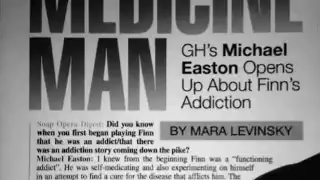 MEDICINE
MAN
GH'S Michael
Easton Opens
Up About Finn's
Addiction
BY MARA LEVINSKY
Soap Opera Digest: Did you know
when you first began playing Finn
that he was an addict/that there
was an addiction story coming down the pike?
Michael Easton: I knew from the beginning Finn was a "functioning
addict". He was self-medicating and also experimenting on himself
in an attempt to find a cure for the disease that afflicts him. The